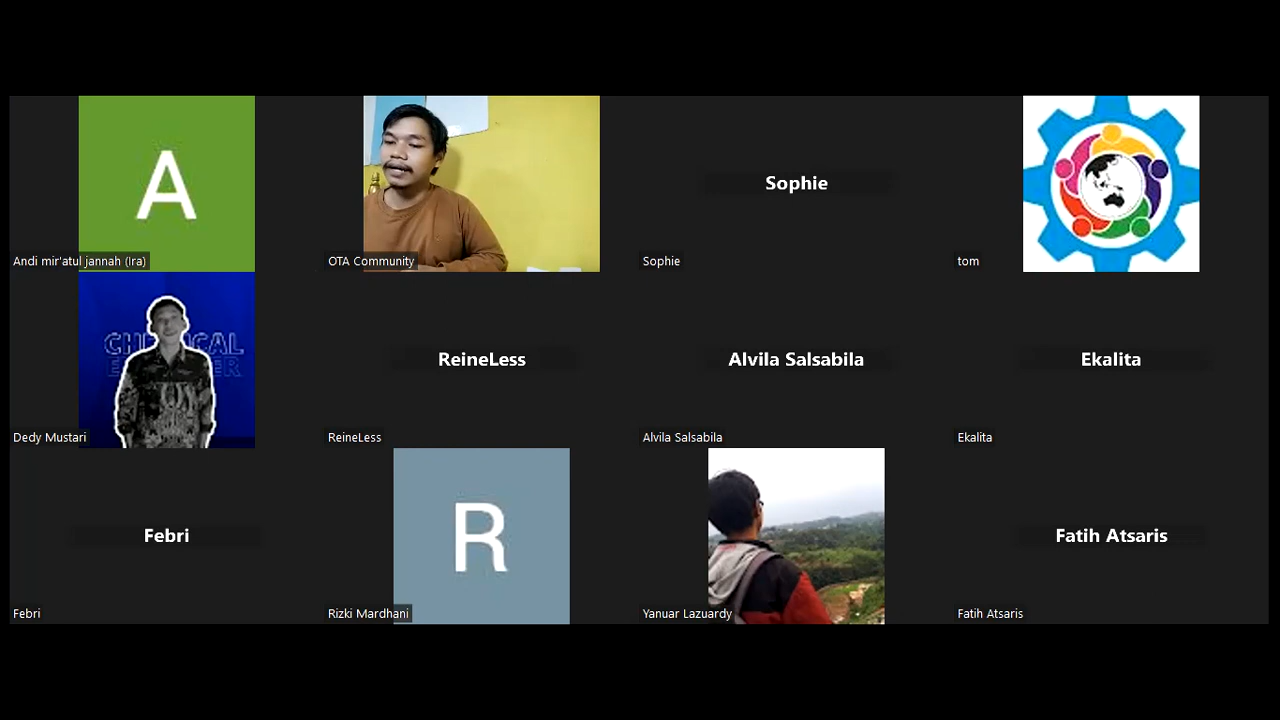 A
Andi mir'atul jannah (Ira)
OTA Community
Sophie
Sophie
tom
Dedy Mustari
ReineLess
ReineLess
Alvila Salsabila
Alvila Salsabila
Ekalita
Ekalita
Febri
Febri
R
Rizki Mardhani
Yanuar Lazuardy
Fatih Atsaris
Fatih Atsaris